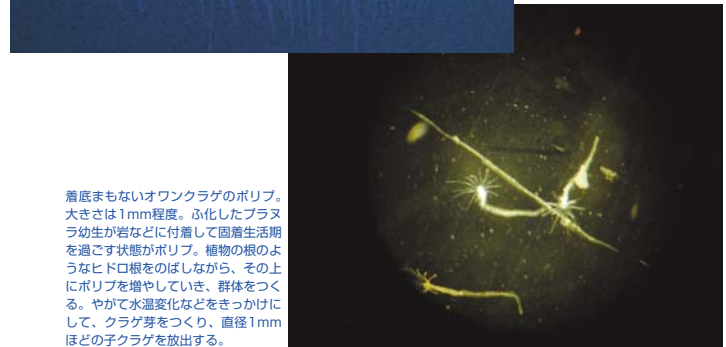 着底まもないオワンクラゲのポリプ。
大きさは1mm程度。ふ化したプラヌ
ラ幼生が岩などに付着して固着生活期
を過ごす状態がポリプ。植物の根のよ
うなヒドロ根をのばしながら、その上
にポリプを増やしていき、群体をつく
る。やがて水温変化などをきっかけに
して、クラゲ芽をつくり、直径1mm
ほどの子クラゲを放出する。